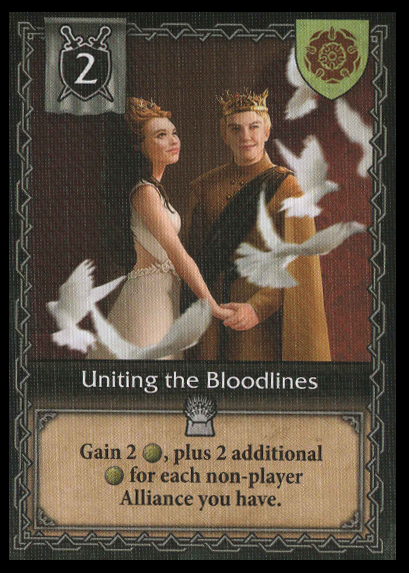 2
Uniting the Bloodlines
Gain 2 , plus 2 additional
for each non-player
Alliance you have.